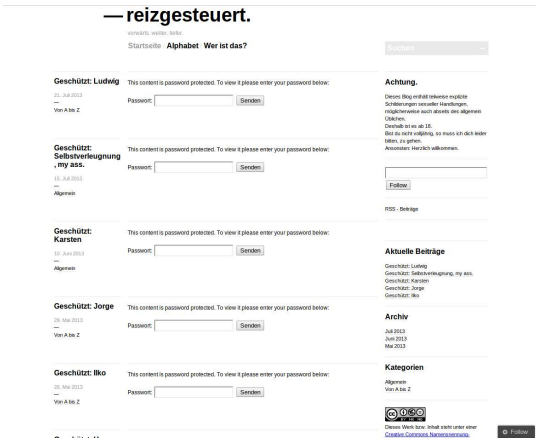 — reizgesteuert.
vorwärts. weiter. tiefer.
Startseite Alphabet Wer ist das?
Suchen →
Geschützt: Ludwig
21. Juli 2013
—
Von A bis Z
This content is password protected. To view it please enter your password below:
Passwort: Senden
Geschützt:
Selbstverleugnung
, my ass.
15. Juli 2013
—
Allgemein
This content is password protected. To view it please enter your password below:
Passwort: Senden
Geschützt:
Karsten
10. Juni 2013
—
Allgemein
This content is password protected. To view it please enter your password below:
Passwort: Senden
Geschützt: Jorge
28. Mai 2013
—
Von A bis Z
This content is password protected. To view it please enter your password below:
Passwort: Senden
Geschützt: Ilko
26. Mai 2013
—
Von A bis Z
This content is password protected. To view it please enter your password below:
Passwort: Senden
Achtung.
Dieses Blog enthält teilweise explizite
Schilderungen sexueller Handlungen,
möglicherweise auch abseits des allgemein
Üblichen.
Deshalb ist es ab 18.
Bist du nicht volljährig, so muss ich dich leider
bitten, zu gehen.
Ansonsten: Herzlich willkommen.
Follow
RSS - Beiträge
Aktuelle Beiträge
Geschützt: Ludwig
Geschützt: Selbstverleugnung, my ass.
Geschützt: Karsten
Geschützt: Jorge
Geschützt: Ilko
Archiv
Juli 2013
Juni 2013
Mai 2013
Kategorien
Allgemein
Von A bis Z
cc
BY NC ND
Dieses Werk bzw. Inhalt steht unter einer
Creative Commons Namensnennung,
Follow